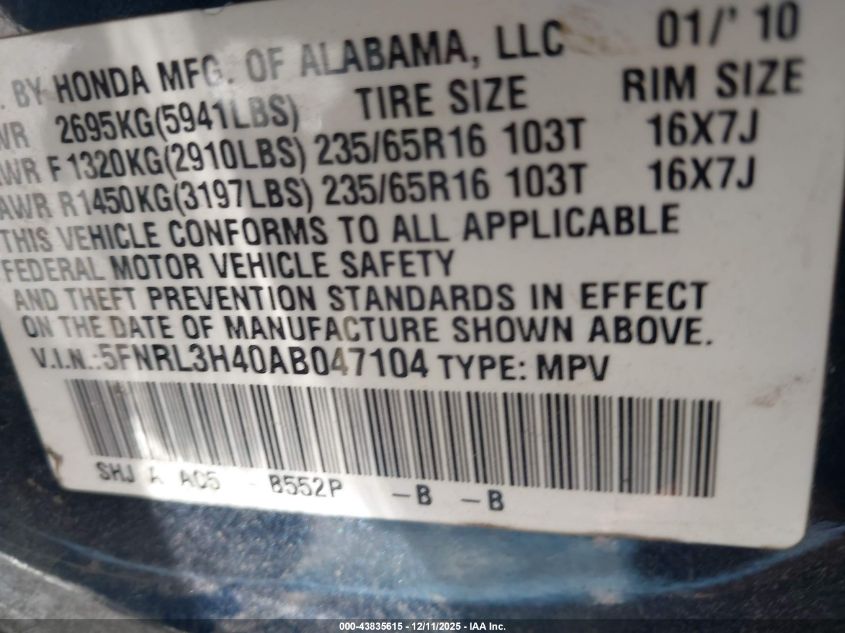 . BY HONDA MFG. OF ALABAMA, LLC 01/'10
WR 2695KG(5941LBS) TIRE SIZE RIM SIZE
AWR F1320KG(2910LBS) 235/65R16 103T 16X7J
AWR R1450KG(3197LBS) 235/65R16 103T 16X7J
THIS VEHICLE CONFORMS TO ALL APPLICABLE
FEDERAL MOTOR VEHICLE SAFETY
AND THEFT PREVENTION STANDARDS IN EFFECT
ON THE DATE OF MANUFACTURE SHOWN ABOVE.
V.I.N.:5FNRL3H40AB047104 TYPE: MPV
SHJ A AC5 B552P -B -B
000-43835615 - 12/11/2025 - IAA Inc.